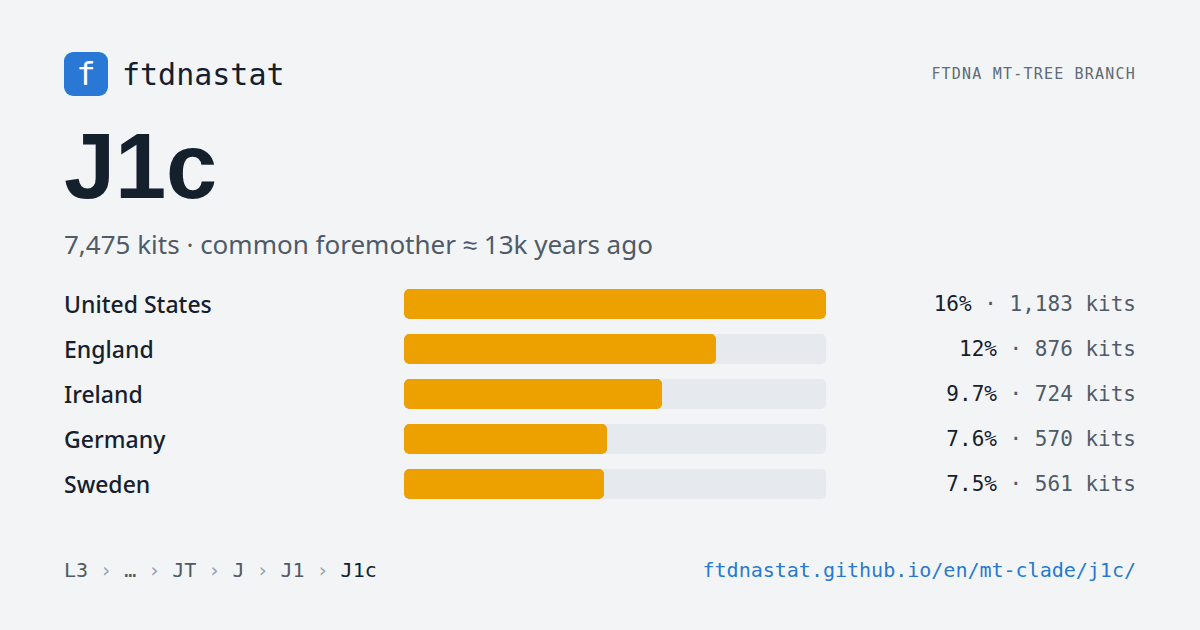 f ftdnastat
FTDNA MT-TREE BRANCH
J1c
7,475 kits · common foremother ≈ 13k years ago
United States 16% · 1,183 kits
England 12% · 876 kits
Ireland 9.7% · 724 kits
Germany 7.6% · 570 kits
Sweden 7.5% · 561 kits
L3 › … › JT › J › J1 › J1c
ftdnastat.github.io/en/mt-clade/j1c/